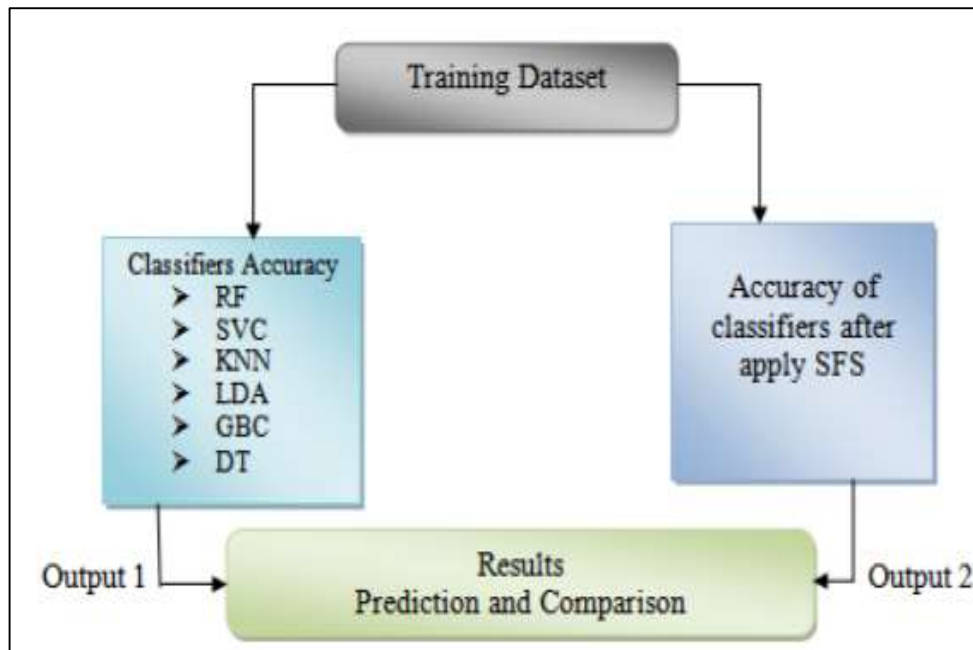 Training Dataset
Classifiers Accuracy
➤ RF
➤ SVC
➤ KNN
➤ LDA
➤ GBC
➤ DT
Accuracy of
classifiers after
apply SFS
Output 1
Results
Prediction and Comparison
Output 2